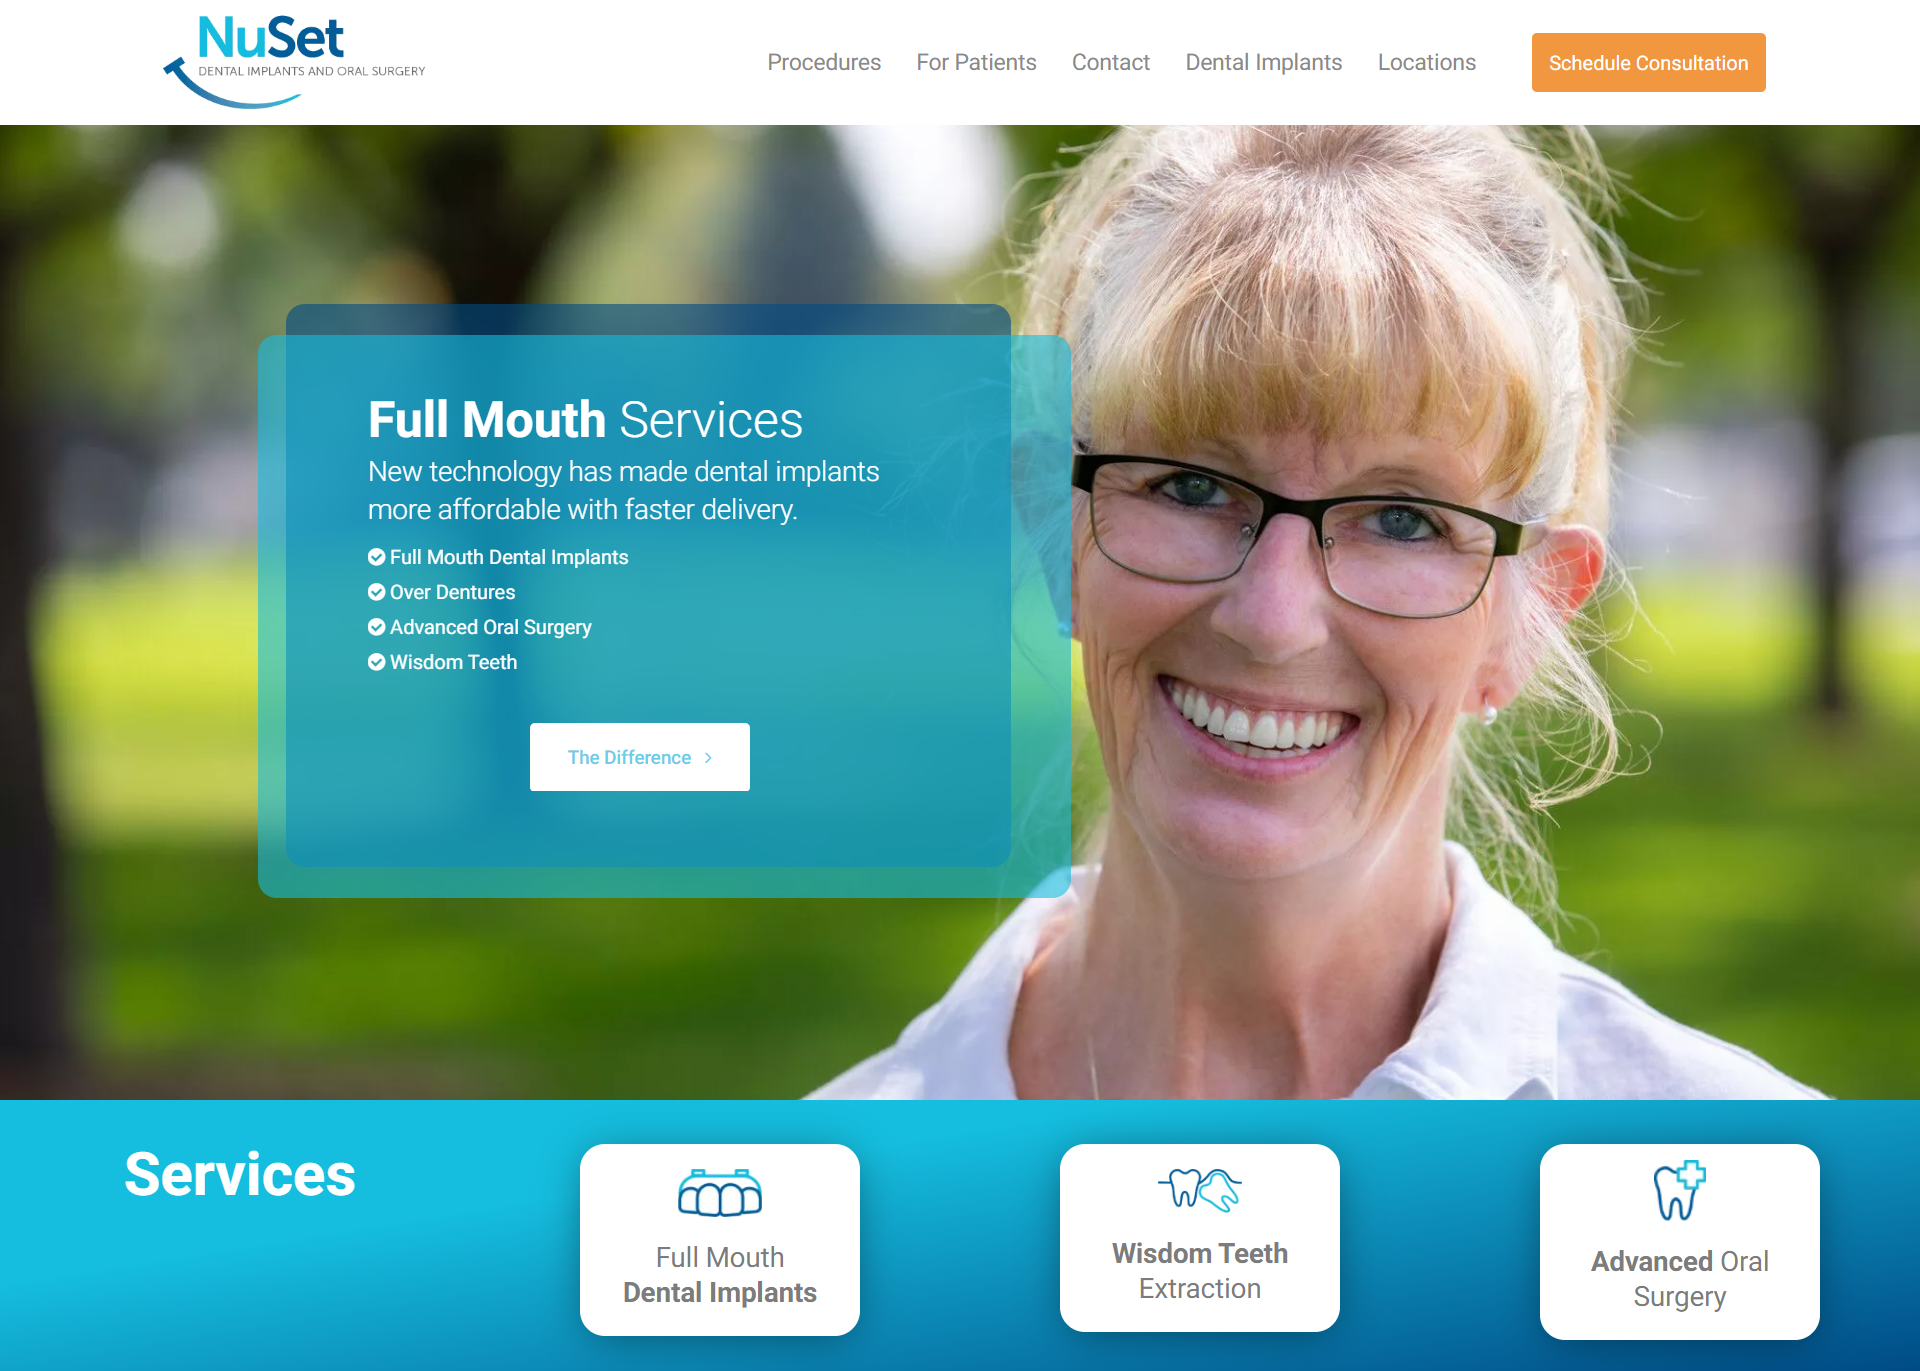 NuSet
DENTAL IMPLANTS AND ORAL SURGERY
Procedures
For Patients
Contact
Dental Implants
Locations
Schedule Consultation
Full Mouth Services
New technology has made dental implants
more affordable with faster delivery.
Full Mouth Dental Implants
Over Dentures
Advanced Oral Surgery
Wisdom Teeth
The Difference
Services
Full Mouth
Dental Implants
Wisdom Teeth
Extraction
Advanced Oral
Surgery